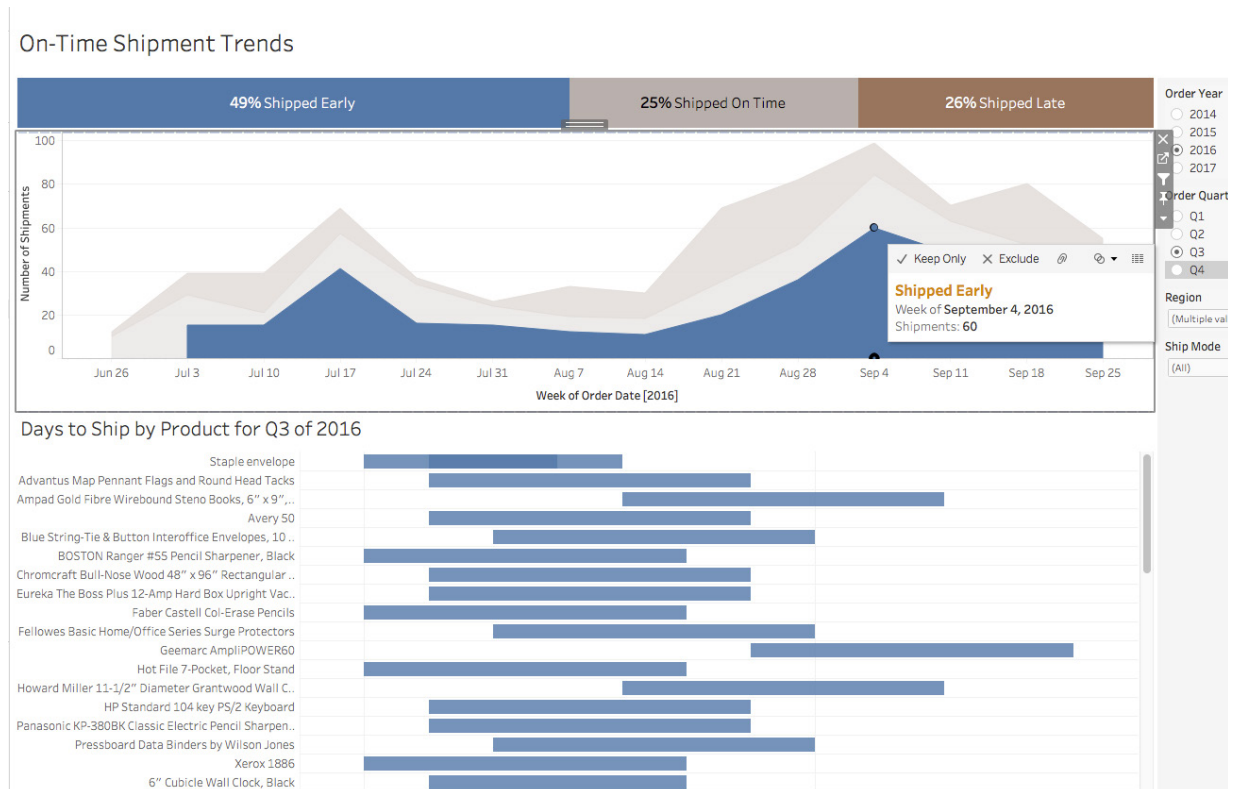 On-Time Shipment Trends
49% Shipped Early
25% Shipped On Time
26% Shipped Late
Order Year
2014
2015
2016
2017
Order Quart
Q1
Q2
Q3
Q4
Region
(Multiple val
Ship Mode
(All)
Number of Shipments
100
80
60
40
20
0
Keep Only
Exclude
Shipped Early
Week of September 4, 2016
Shipments: 60
Jun 26 Jul 3 Jul 10 Jul 17 Jul 24 Jul 31 Aug 7 Aug 14 Aug 21 Aug 28 Sep 4 Sep 11 Sep 18 Sep 25
Week of Order Date [2016]
Days to Ship by Product for Q3 of 2016
Staple envelope
Advantus Map Pennant Flags and Round Head Tacks
Ampad Gold Fibre Wirebound Steno Books, 6" x 9",..
Avery 50
Blue String-Tie & Button Interoffice Envelopes, 10 ..
BOSTON Ranger #55 Pencil Sharpener, Black
Chromcraft Bull-Nose Wood 48" x 96" Rectangular ..
Eureka The Boss Plus 12-Amp Hard Box Upright Vac..
Faber Castell Col-Erase Pencils
Fellowes Basic Home/Office Series Surge Protectors
Geemarc AmpliPOWER60
Hot File 7-Pocket, Floor Stand
Howard Miller 11-1/2" Diameter Grantwood Wall C..
HP Standard 104 key PS/2 Keyboard
Panasonic KP-380BK Classic Electric Pencil Sharpen..
Pressboard Data Binders by Wilson Jones
Xerox 1886
6" Cubicle Wall Clock, Black